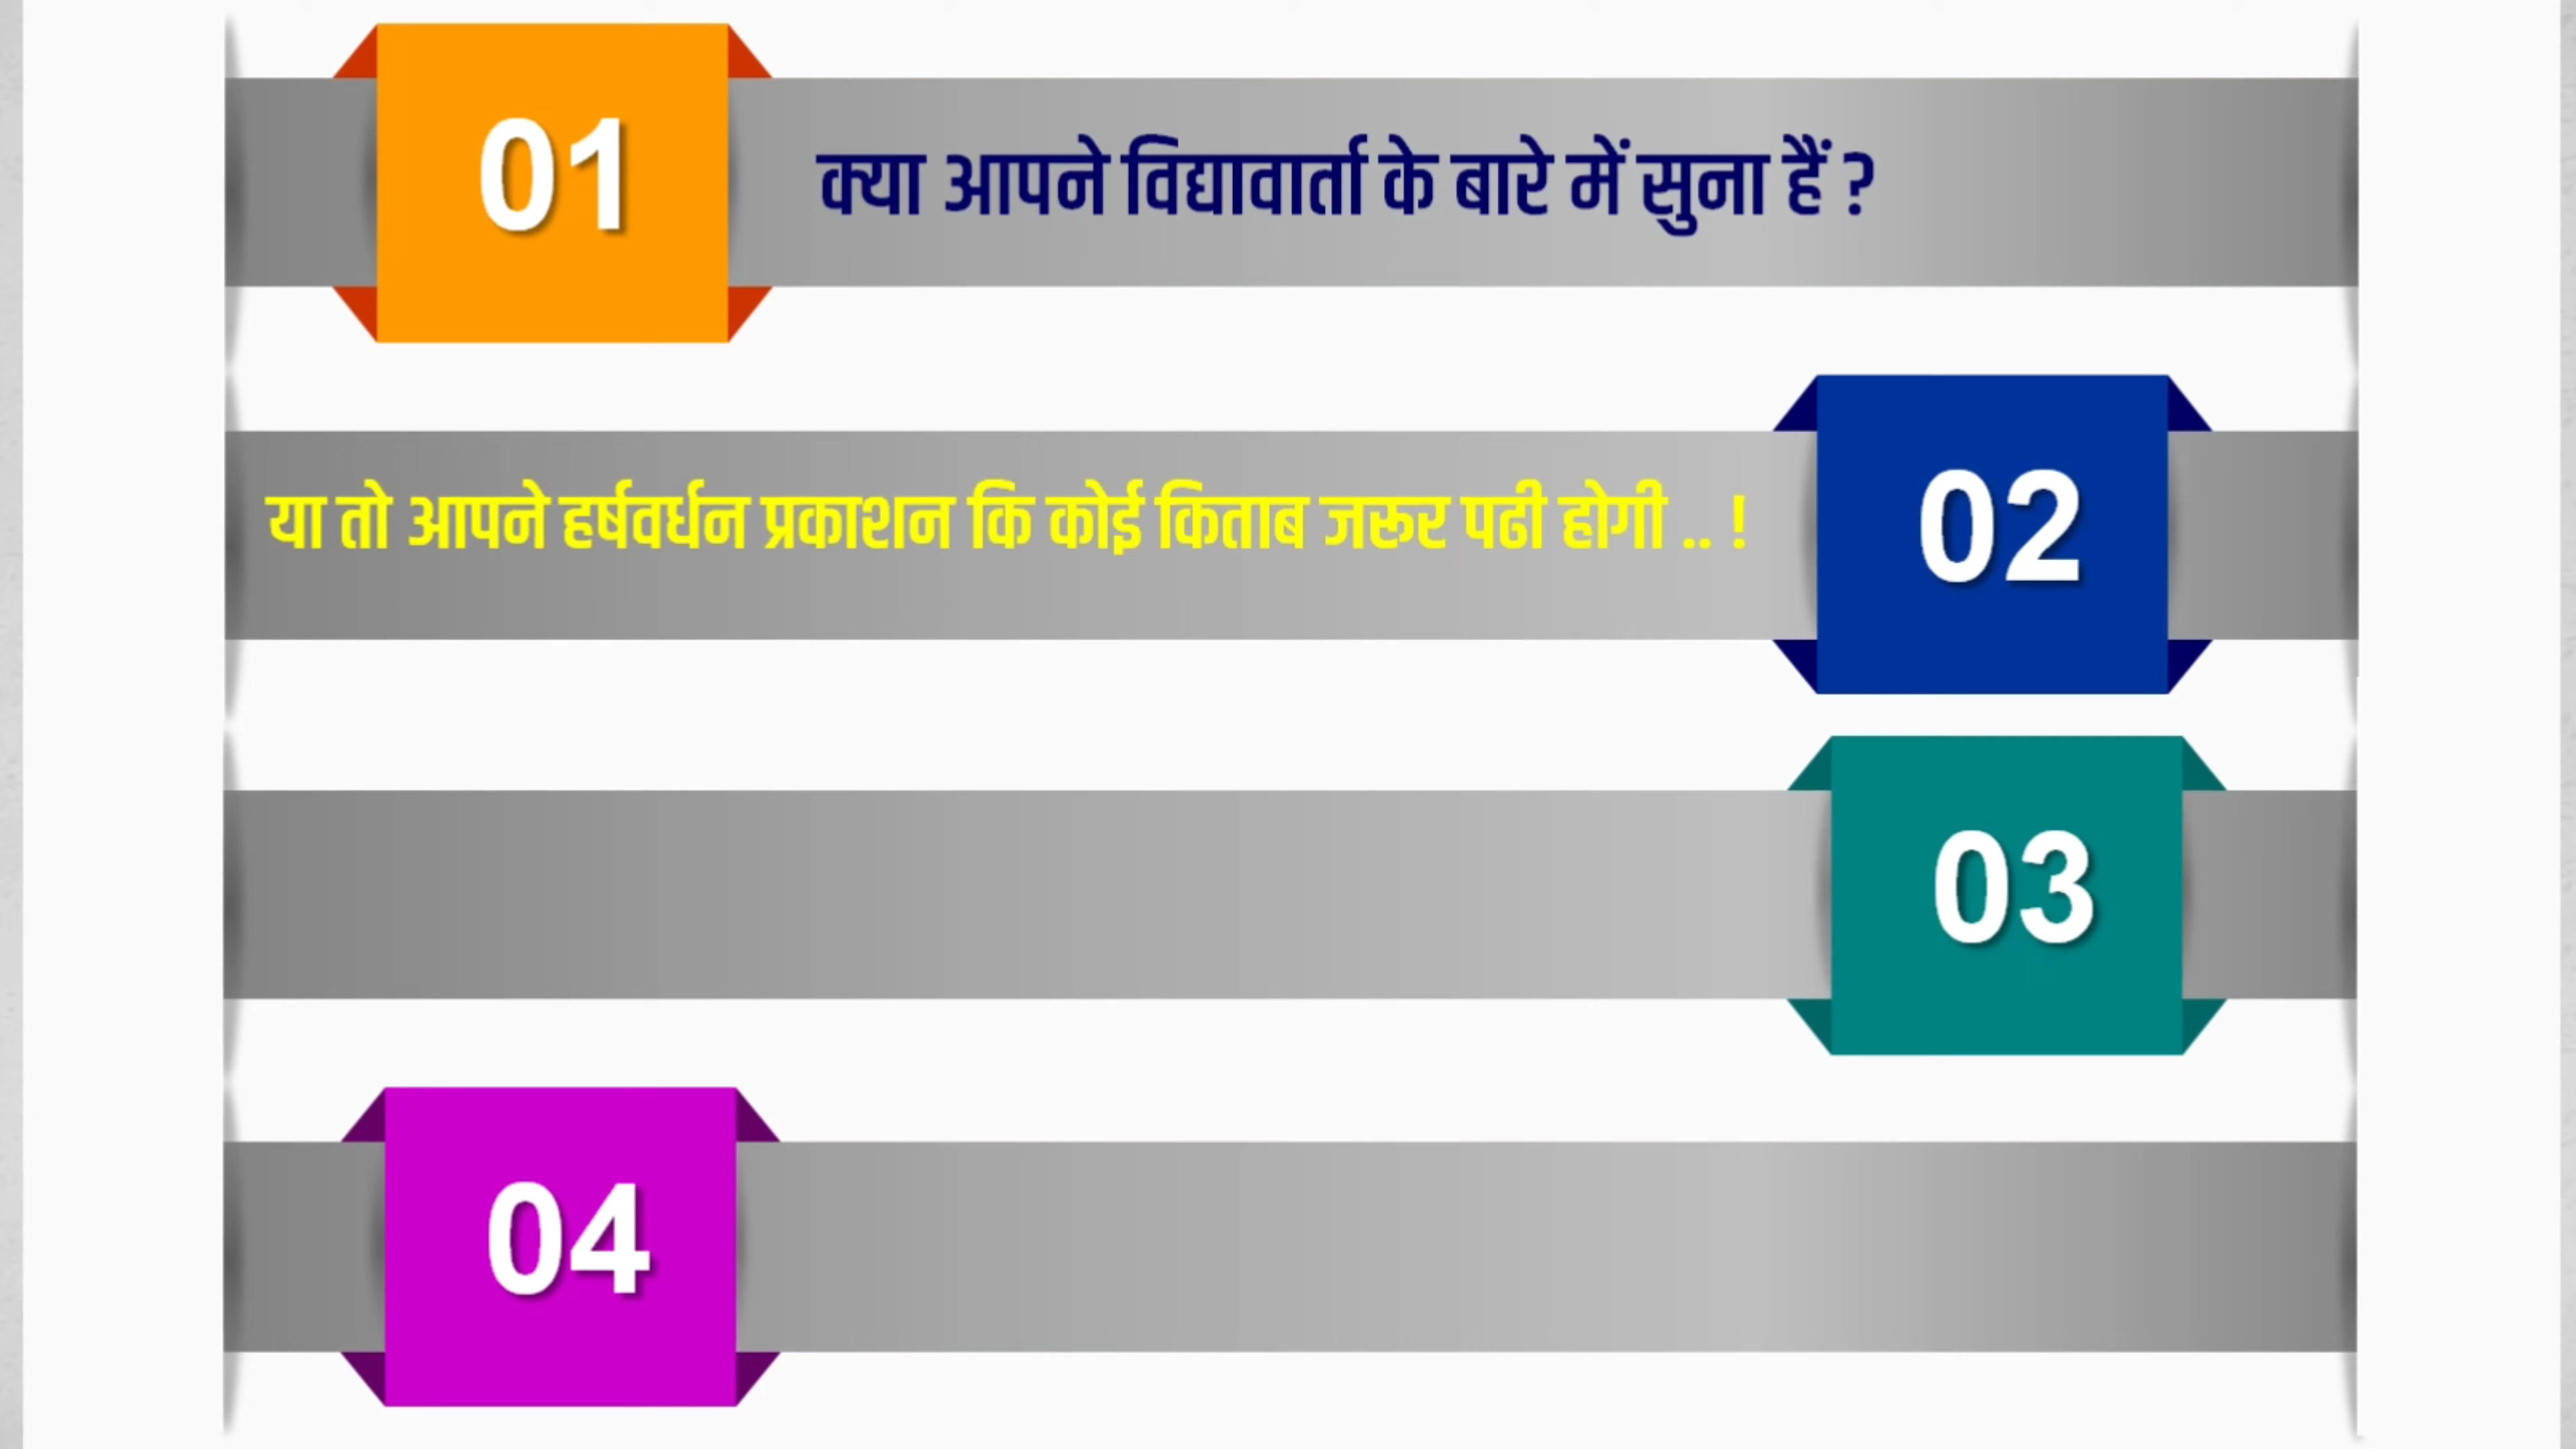 01
क्या आपने विद्यावार्ता के बारे में सुना हैं ?
या तो आपने हर्षवर्धन प्रकाशन कि कोई किताब जरूर पढी होगी .. !
02
03
04